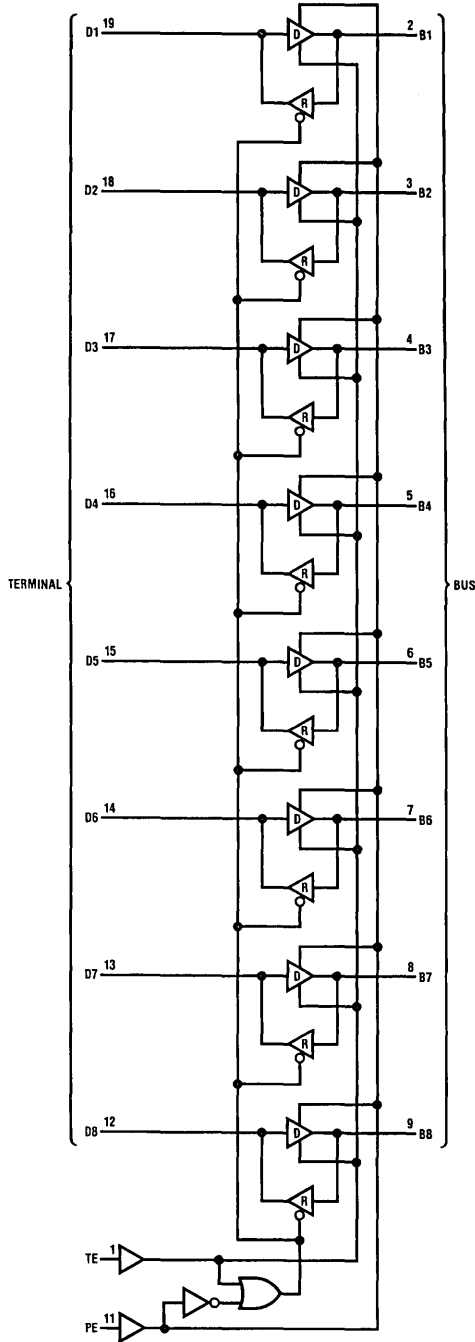 D1 19 D 2 B1
R
D2 18 D 3 B2
R
D3 17 D 4 B3
R
D4 16 D 5 B4
R
TERMINAL BUS
D5 15 D 6 B5
R
D6 14 D 7 B6
R
D7 13 D 8 B7
R
D8 12 D 9 B8
R
TE 1
PE 11